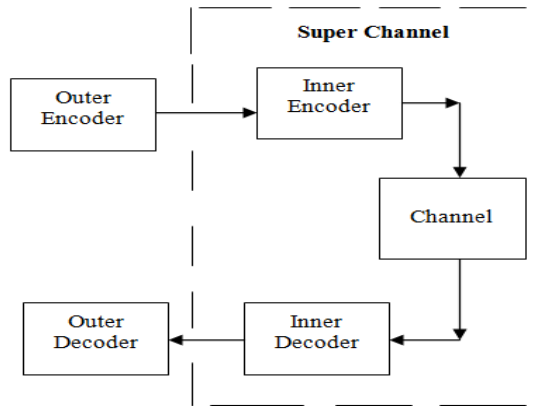 Super Channel
Outer
Encoder
Inner
Encoder
Channel
Outer
Decoder
Inner
Decoder